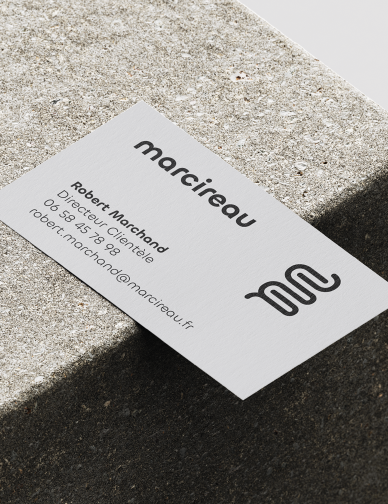 marcireau
Robert Marchand
Directeur Clientèle
06 58 45 78 98
robert.marchand@marcireau.fr